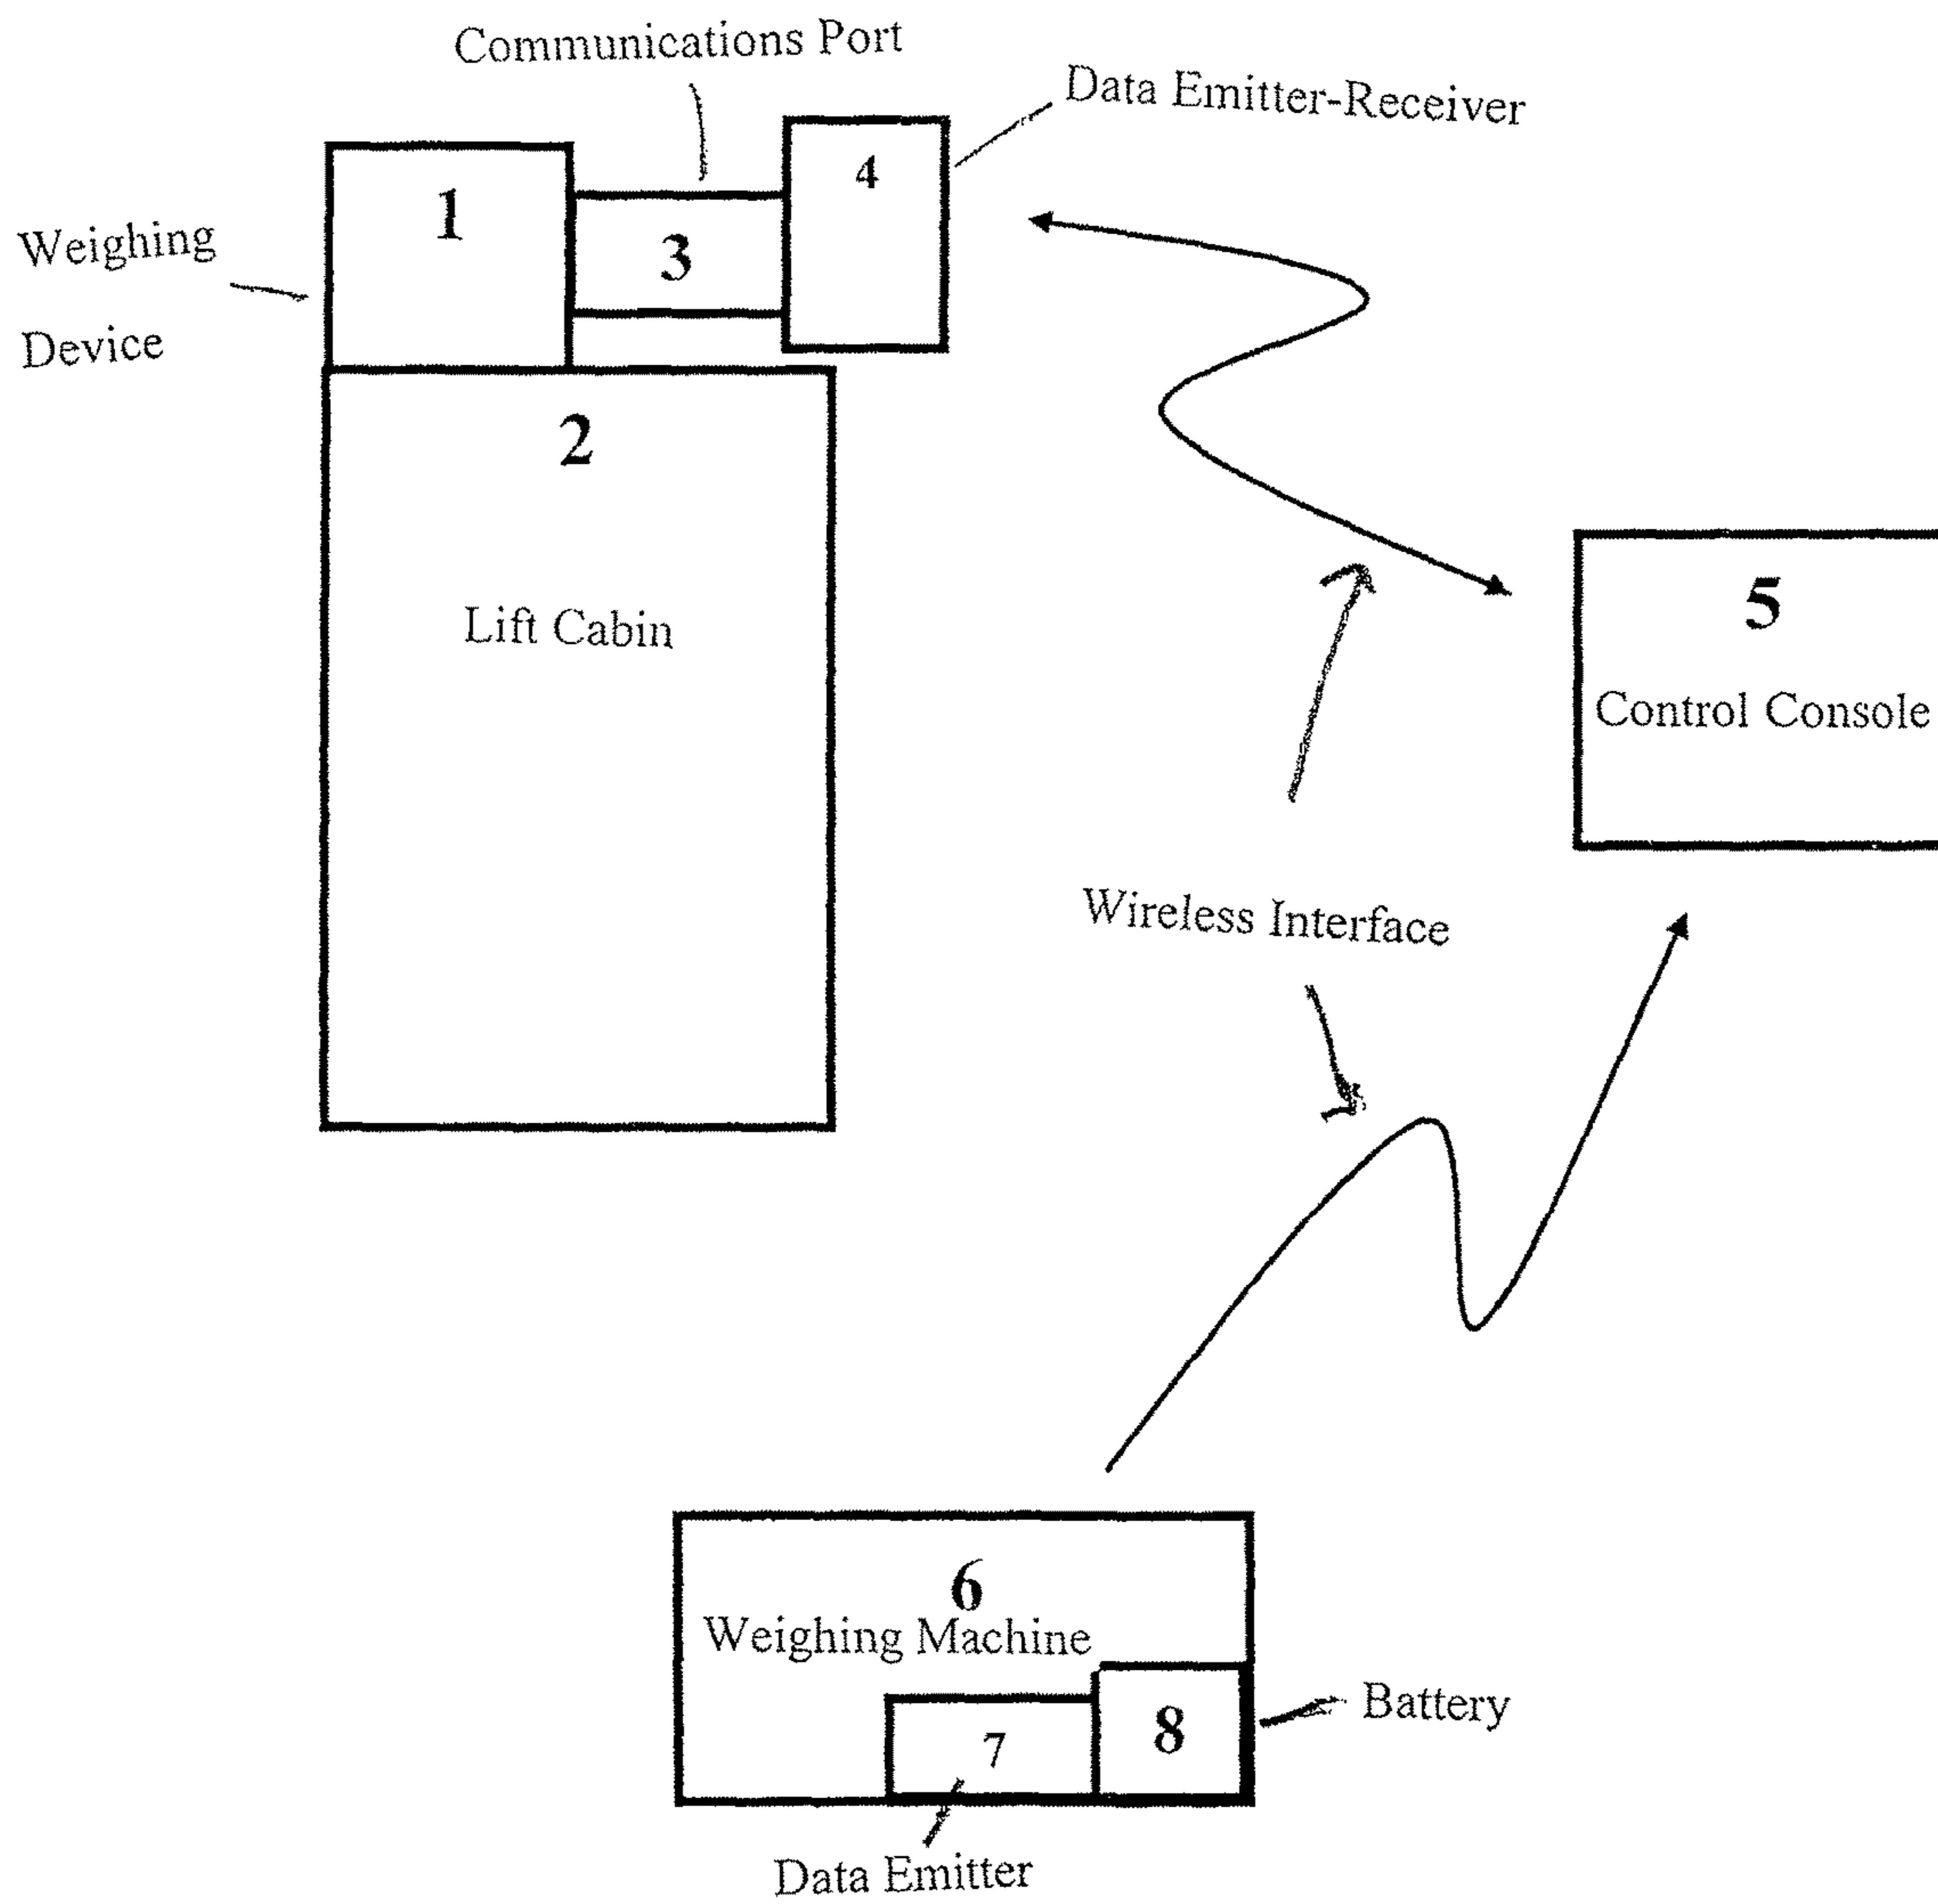 Communications Port
Data Emitter-Receiver
1
4
3
Weighing
Device
2
Lift Cabin
5
Control Console
Wireless Interface
6
Weighing Machine
8
Battery
7
Data Emitter